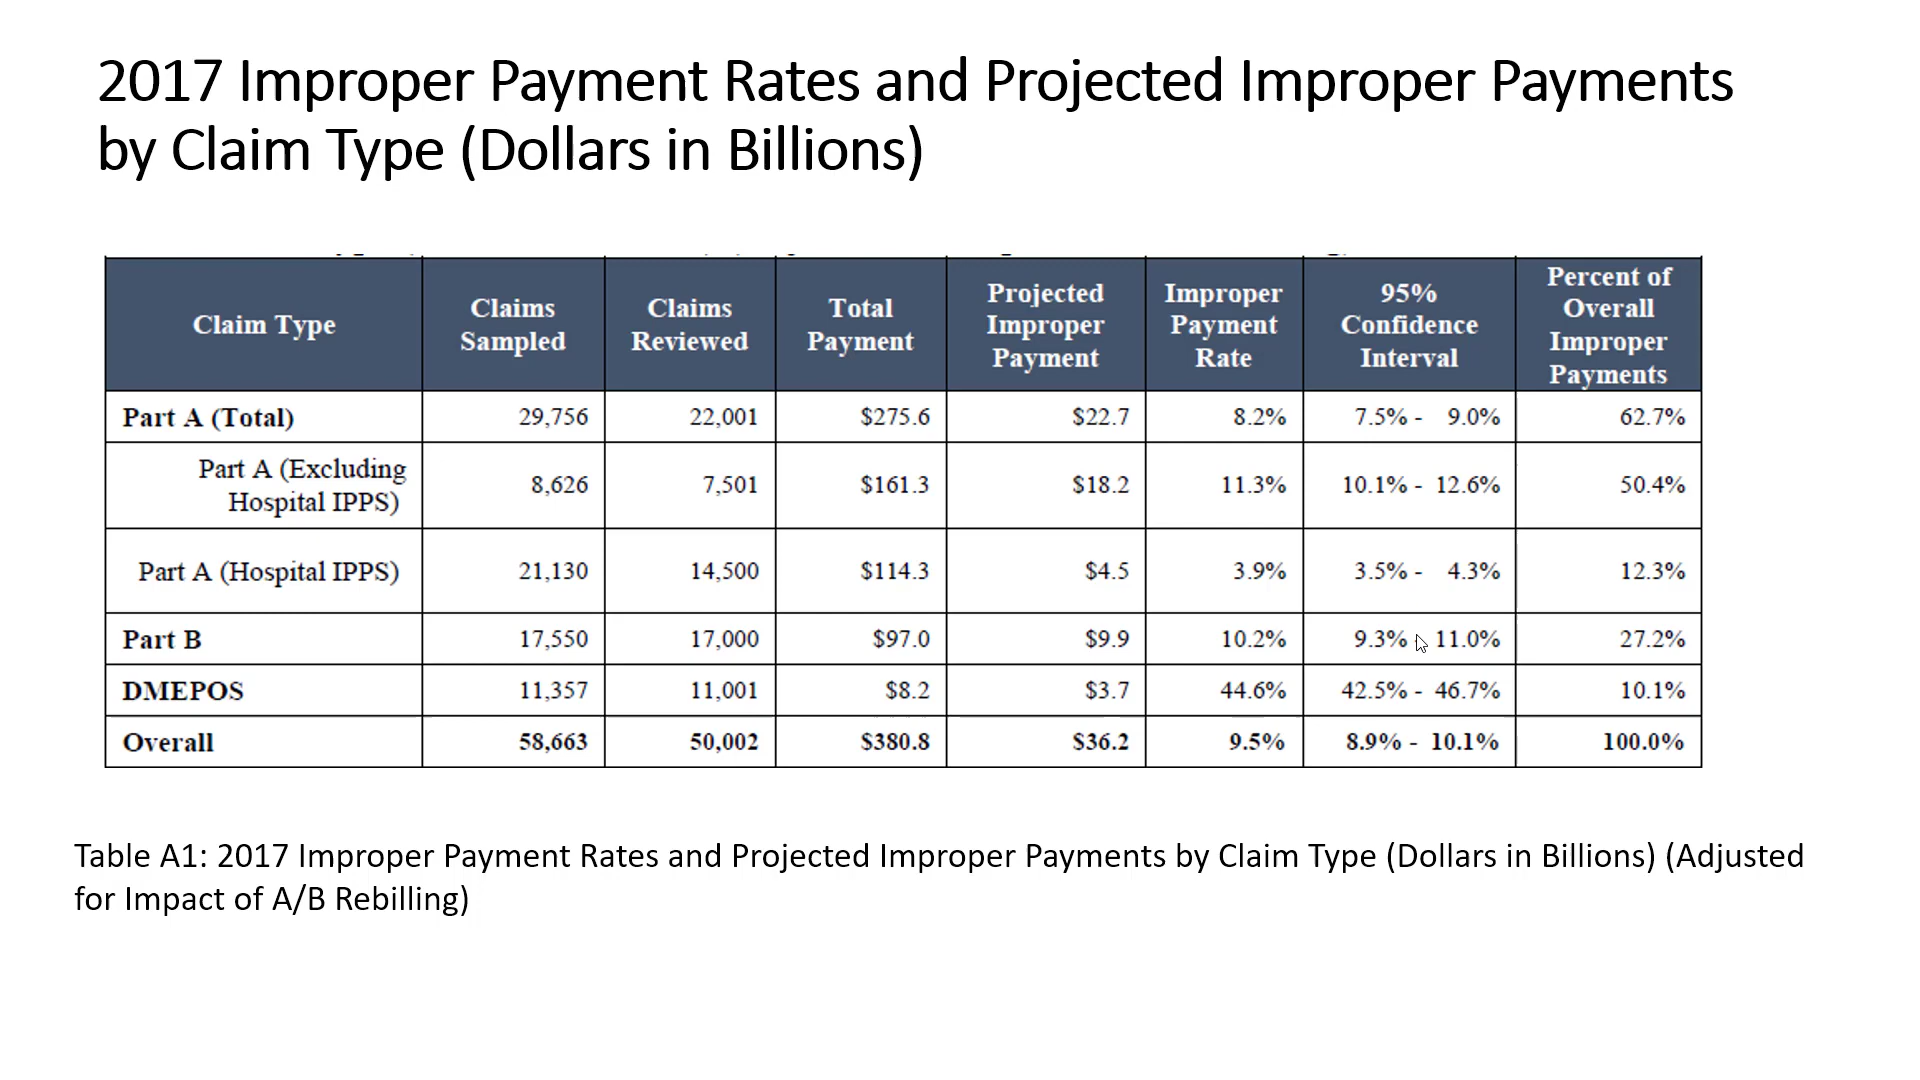 2017 Improper Payment Rates and Projected Improper Payments
by Claim Type (Dollars in Billions)
Claim Type Claims Sampled Claims Reviewed Total Payment Projected Improper Payment Improper Payment Rate 95% Confidence Interval Percent of Overall Improper Payments
Part A (Total) 29,756 22,001 $275.6 $22.7 8.2% 7.5% - 9.0% 62.7%
Part A (Excluding Hospital IPPS) 8,626 7,501 $161.3 $18.2 11.3% 10.1% - 12.6% 50.4%
Part A (Hospital IPPS) 21,130 14,500 $114.3 $4.5 3.9% 3.5% - 4.3% 12.3%
Part B 17,550 17,000 $97.0 $9.9 10.2% 9.3% - 11.0% 27.2%
DMEPOS 11,357 11,001 $8.2 $3.7 44.6% 42.5% - 46.7% 10.1%
Overall 58,663 50,002 $380.8 $36.2 9.5% 8.9% - 10.1% 100.0%
Table A1: 2017 Improper Payment Rates and Projected Improper Payments by Claim Type (Dollars in Billions) (Adjusted
for Impact of A/B Rebilling)